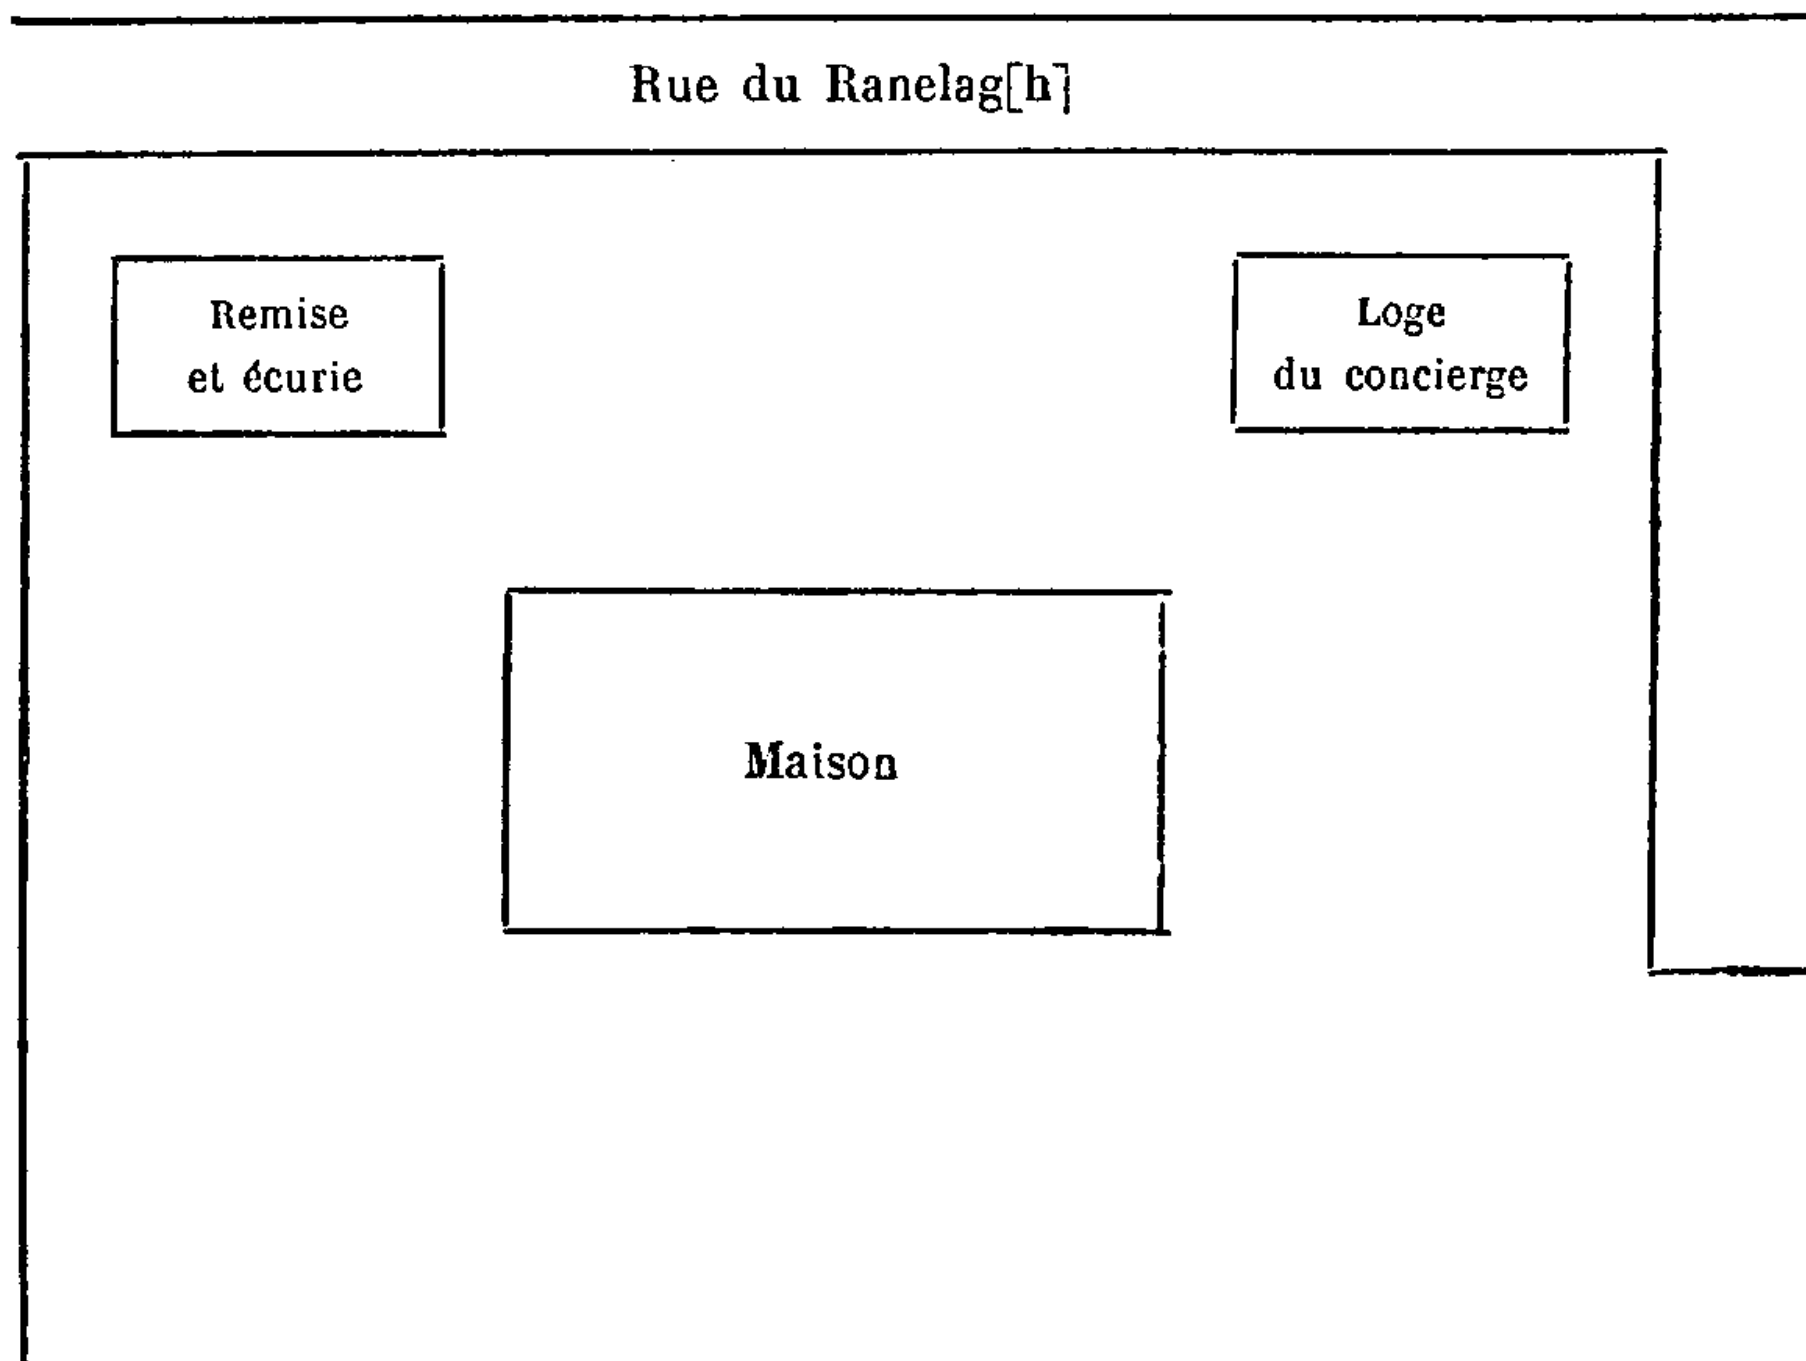 Rue du Ranelag[h]
Remise
et écurie
Loge
du concierge
Maison